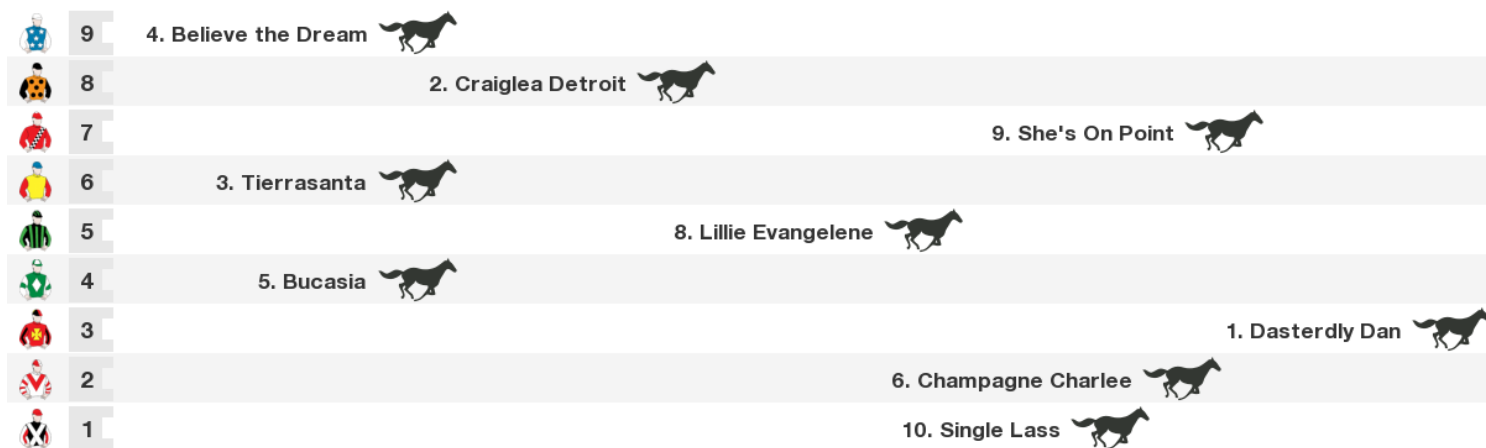 9 4. Believe the Dream
8 2. Craiglea Detroit
7 9. She's On Point
6 3. Tierrasanta
5 8. Lillie Evangelene
4 5. Bucasia
3 1. Dasterdly Dan
2 6. Champagne Charlee
1 10. Single Lass